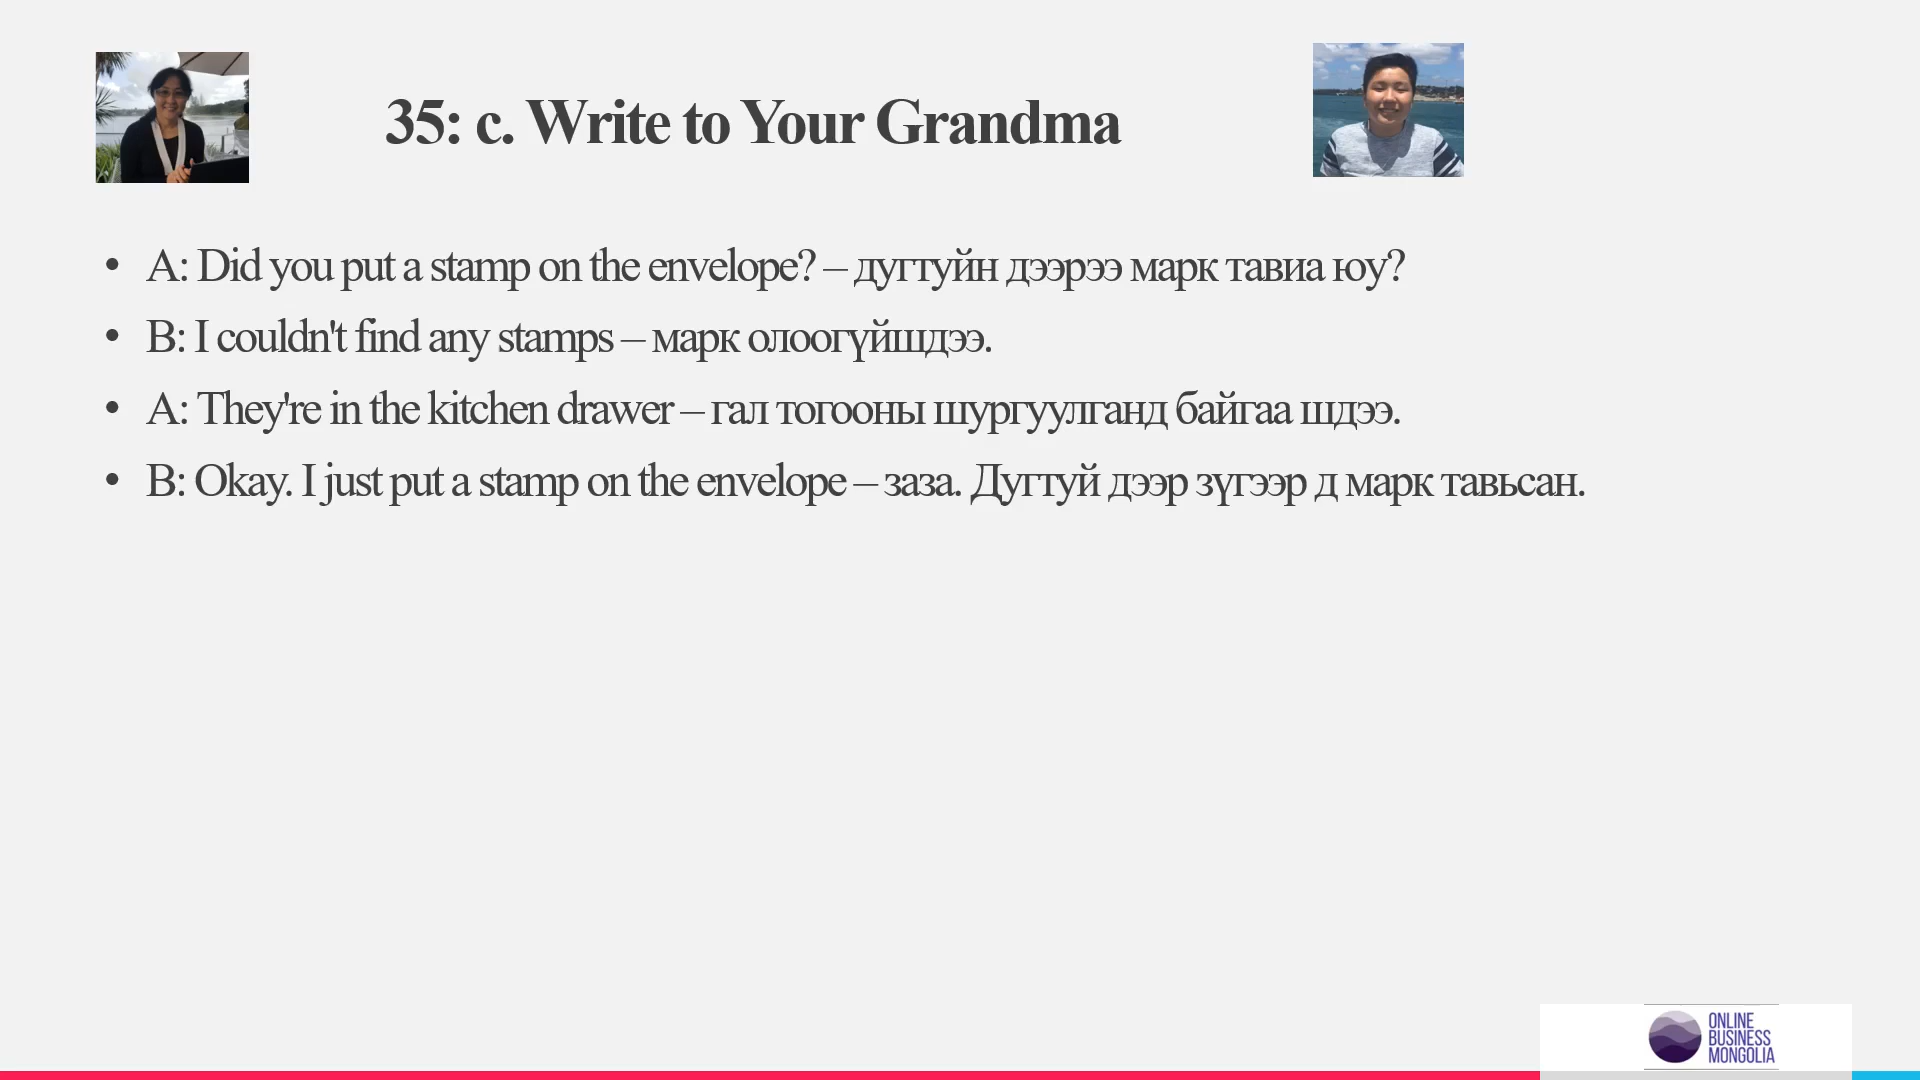 35: c. Write to Your Grandma
• A: Did you put a stamp on the envelope? – дугтуйн дээрээ марк тавиа юу?
• B: I couldn't find any stamps – марк олоогүйшдээ.
• A: They're in the kitchen drawer – гал тогооны шургуулганд байгаа шдээ.
• B: Okay. I just put a stamp on the envelope – заза. Дугтуй дээр зүгээр д марк тавьсан.
ONLINE
BUSINESS
MONGOLIA